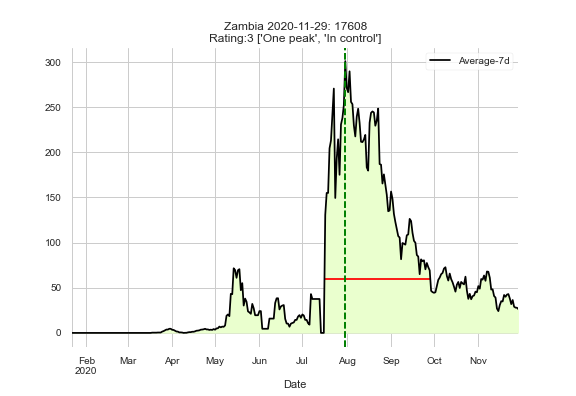 Zambia 2020-11-29: 17608
Rating:3 ['One peak', 'In control']
Average-7d
300
250
200
150
100
50
0
Feb Mar Apr May Jun Jul Aug Sep Oct Nov
2020
Date